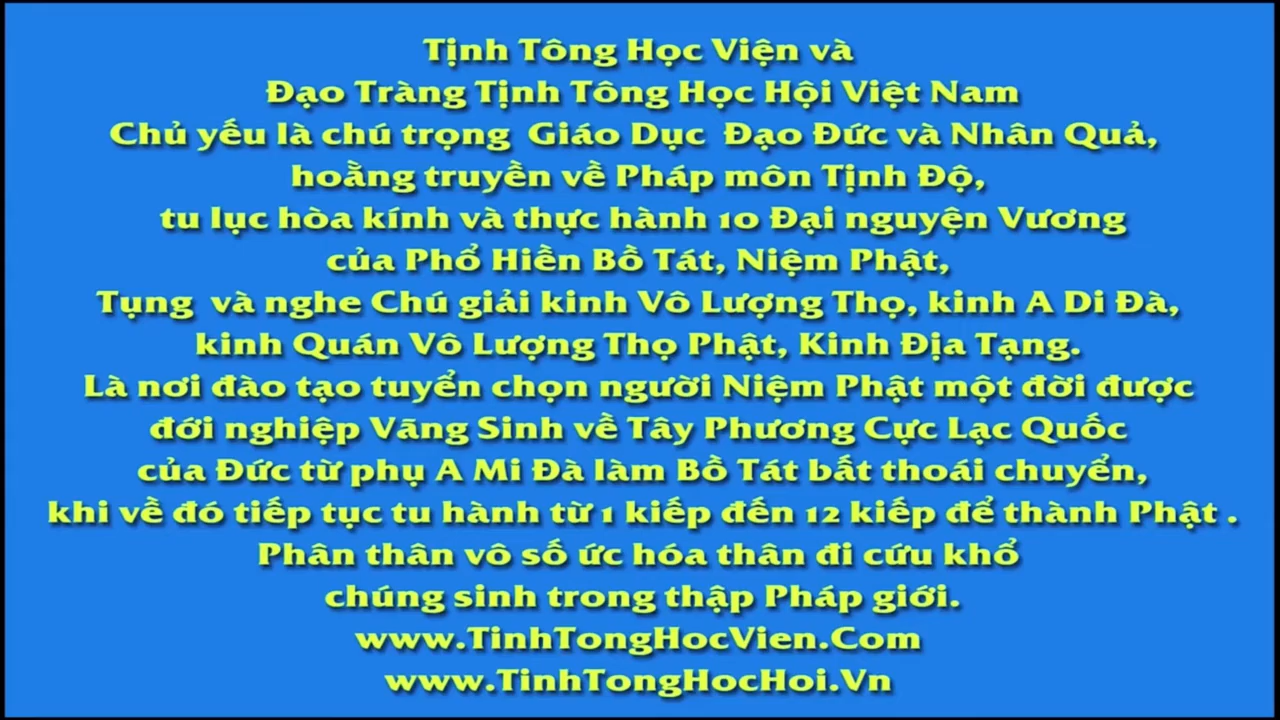 Tịnh Tông Học Viện và
Đạo Tràng Tịnh Tông Học Hội Việt Nam
Chủ yếu là chú trọng  Giáo Dục  Đạo Đức và Nhân Quả,
hoằng truyền về Pháp môn Tịnh Độ,
tu lục hòa kính và thực hành 10 Đại nguyện Vương
của Phổ Hiền Bồ Tát, Niệm Phật,
Tụng  và nghe Chú giải kinh Vô Lượng Thọ, kinh A Di Đà,
kinh Quán Vô Lượng Thọ Phật, Kinh Địa Tạng.
Là nơi đào tạo tuyển chọn người Niệm Phật một đời được
đới nghiệp Vãng Sinh về Tây Phương Cực Lạc Quốc
của Đức từ phụ A Mi Đà làm Bồ Tát bất thoái chuyển,
khi về đó tiếp tục tu hành từ 1 kiếp đến 12 kiếp để thành Phật .
Phân thân vô số ức hóa thân đi cứu khổ
chúng sinh trong thập Pháp giới.
www.TinhTongHocVien.Com
www.TinhTongHocHoi.Vn